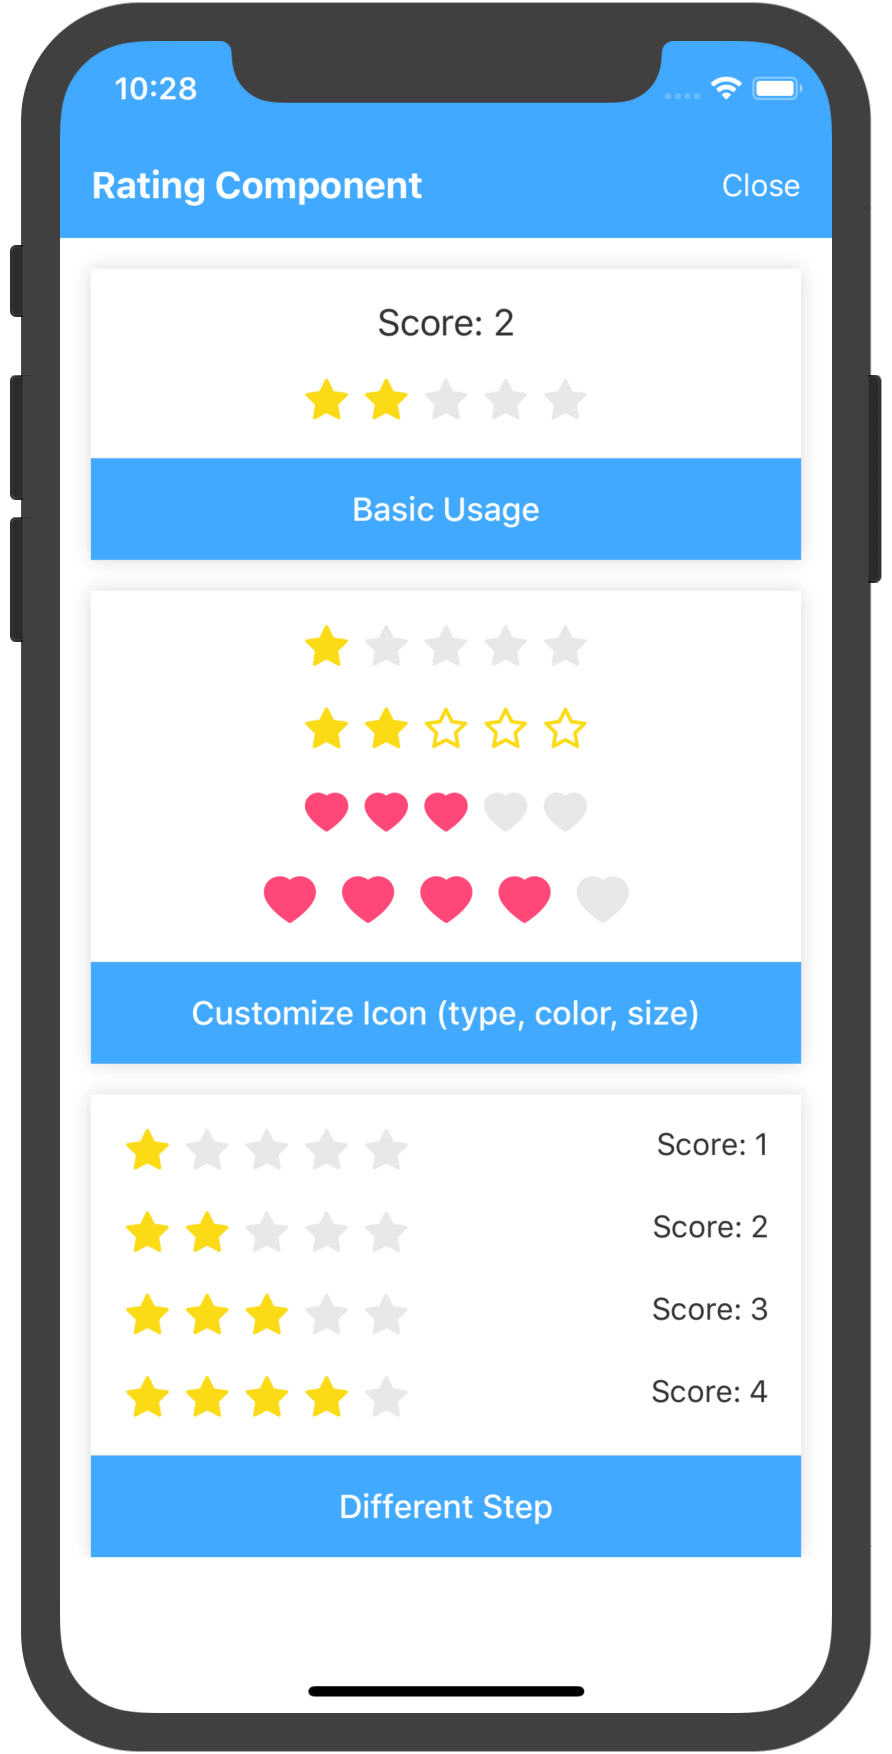 10:28
Rating Component
Close
Score: 2
Basic Usage
Customize Icon (type, color, size)
Score: 1
Score: 2
Score: 3
Score: 4
Different Step